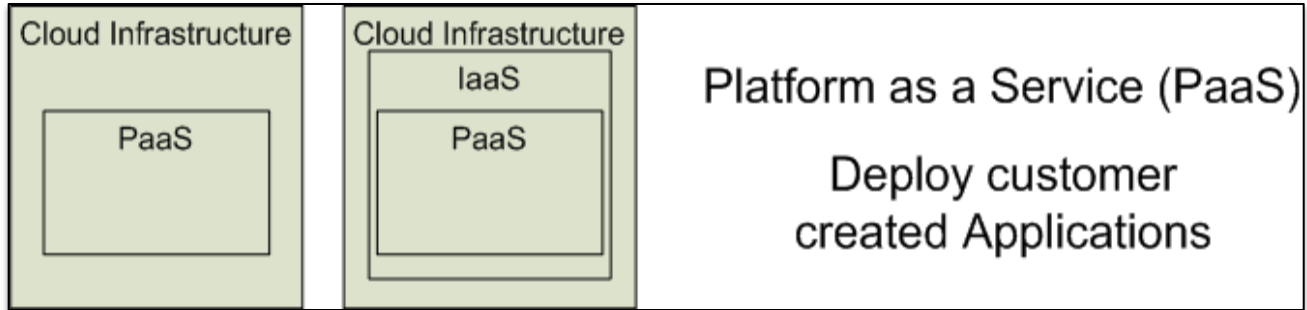 Cloud Infrastructure
PaaS
Cloud Infrastructure
IaaS
PaaS
Platform as a Service (PaaS)
Deploy customer
created Applications